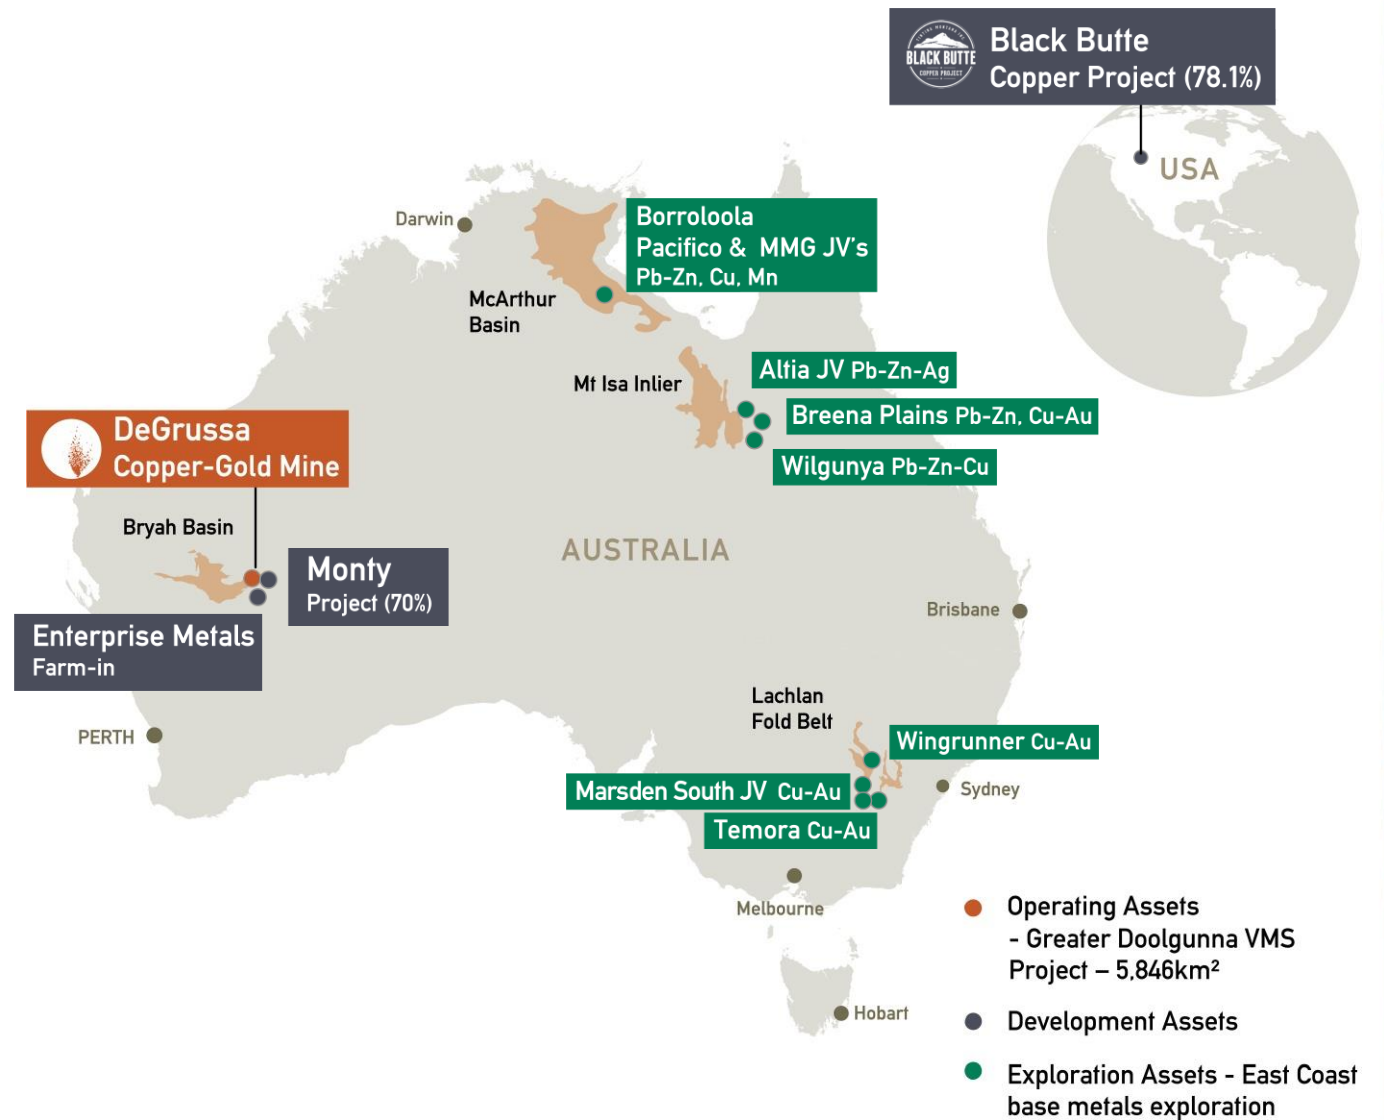 BLACK BUTTE
COPPER PROJECT
Black Butte
Copper Project (78.1%)
USA
Darwin
Borroloola
Pacifico & MMG JV's
Pb-Zn, Cu, Mn
McArthur
Basin
Mt Isa Inlier
Altia JV Pb-Zn-Ag
Breena Plains Pb-Zn, Cu-Au
Wilgunya Pb-Zn-Cu
DeGrussa
Copper-Gold Mine
Bryah Basin
AUSTRALIA
Monty
Project (70%)
Enterprise Metals
Farm-in
Brisbane
PERTH
Lachlan
Fold Belt
Wingrunner Cu-Au
Marsden South JV Cu-Au
Sydney
Temora Cu-Au
Melbourne
Hobart
Operating Assets
- Greater Doolgunna VMS
Project – 5,846km²
Development Assets
Exploration Assets - East Coast
base metals exploration